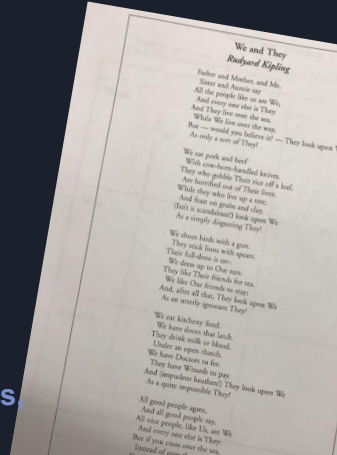 We and They
Rudyard Kipling
Father and Mother, and Me,
Sister and Auntie say
All the people like us are We,
And every one else is They.
And They live over the sea,
While We live over the way,
But — would you believe it? — They look upon
As only a sort of They!
We eat pork and beef
With cow-horn-handled knives.
They who gobble Their rice off a leaf,
Are horrified out of Their lives;
While they who live up a tree,
And feast on grubs and clay,
(Isn't it scandalous?) look upon We
As a simply disgusting They!
We shoot birds with a gun.
They stick lions with spears.
Their full-dress is un-.
We dress up to Our ears.
They like Their friends for tea.
We like Our friends to stay;
And, after all that, They look upon We
As an utterly ignorant They!
We eat kitcheny food.
We have doors that latch.
They drink milk or blood,
Under an open thatch.
We have Doctors to fee.
They have Wizards to pay.
And (impudent heathen!) They look upon We
As a quite impossible They!
All good people agree,
And all good people say,
All nice people, like Us, are We
And every one else is They:
But if you cross over the sea,
Instead of over
s.